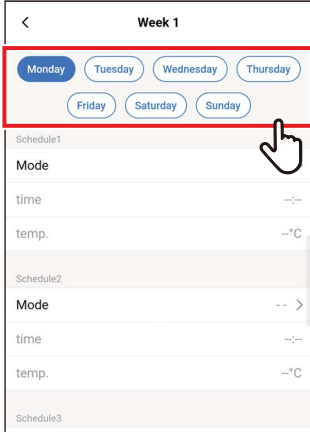 Week 1
Monday Tuesday Wednesday Thursday
Friday Saturday Sunday
Schedule1
Mode
time --:--
temp. --°C
Schedule2
Mode -- >
time --:--
temp. --°C
Schedule3